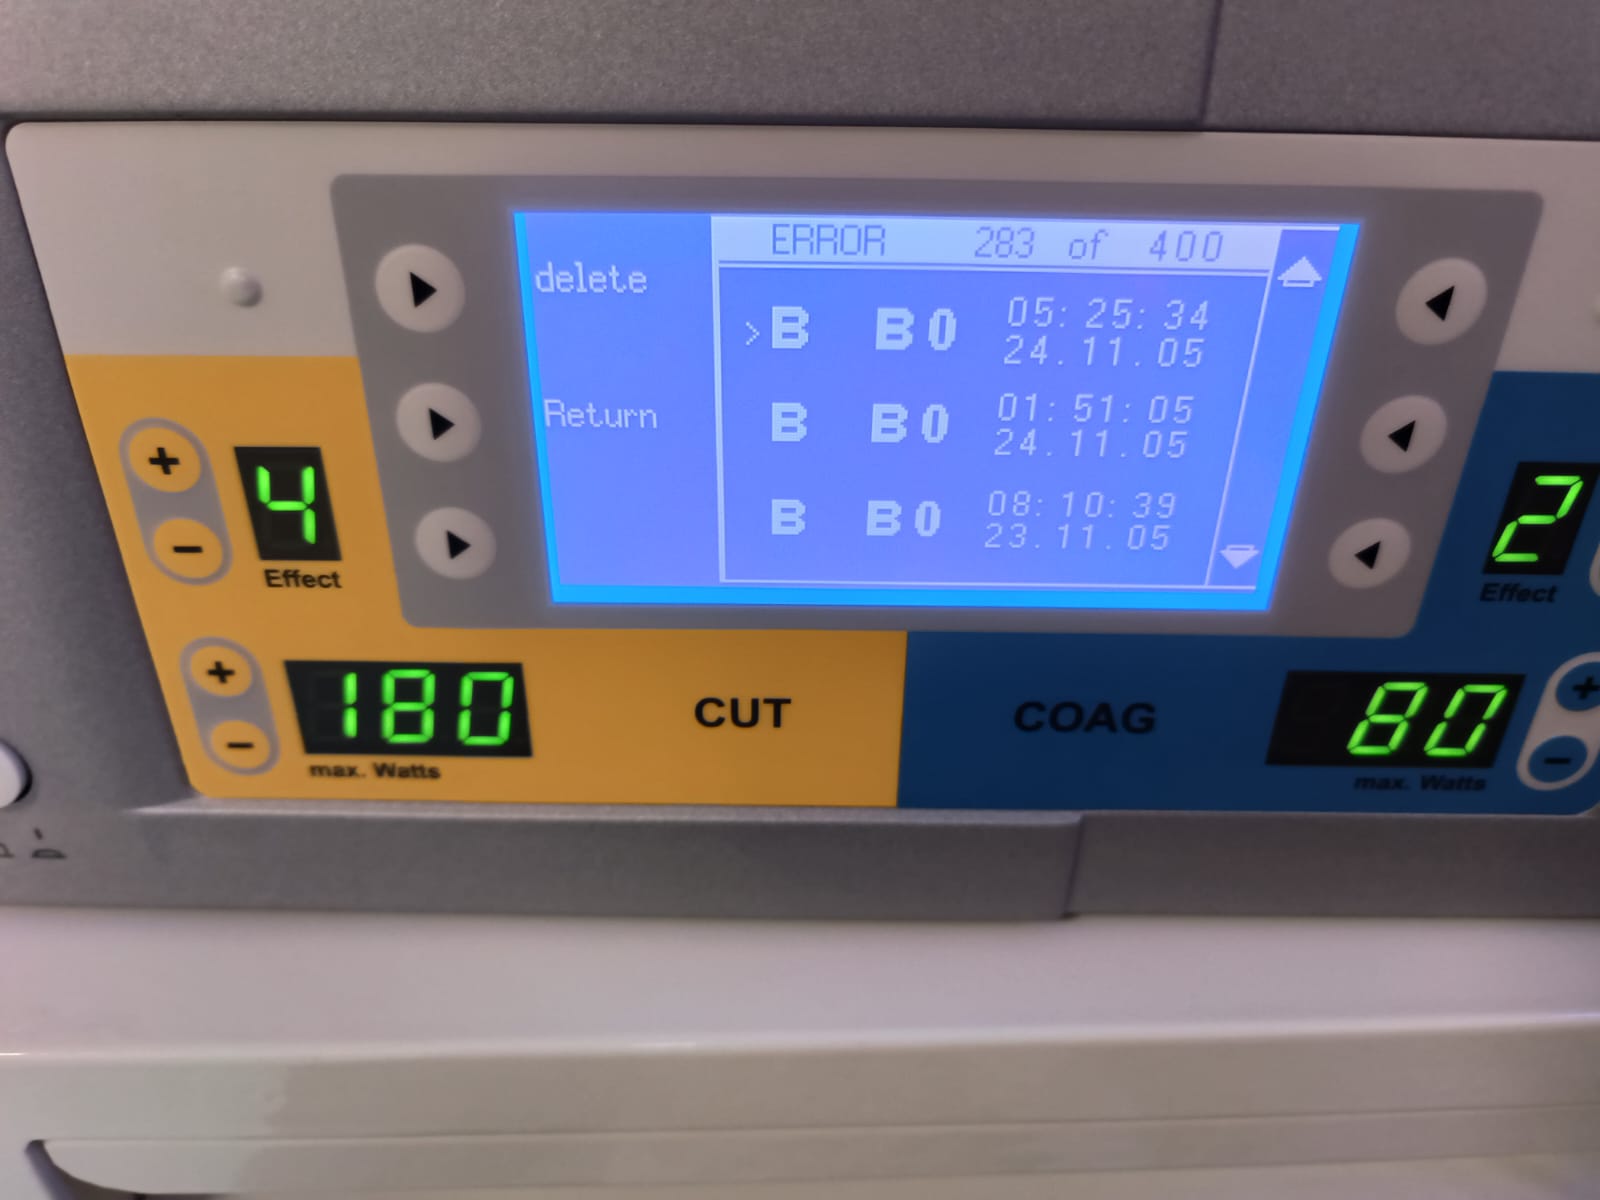 ERROR 283 of 400
delete
>B B0 05:25:34
24.11.05
Return
B B0 01:51:05
24.11.05
B B0 08:10:39
23.11.05
+
-
4
Effect
2
Effect
+
-
180
max. Watts
CUT
COAG
80
max. Watts
+
-